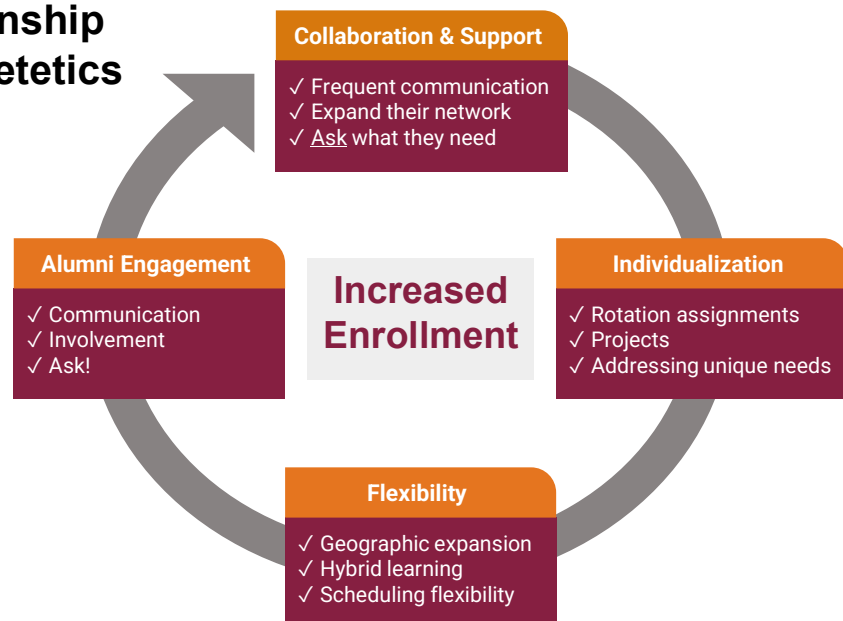 nship
etetics
Collaboration & Support
✓ Frequent communication
✓ Expand their network
✓ Ask what they need
Alumni Engagement
✓ Communication
✓ Involvement
✓ Ask!
Increased
Enrollment
Individualization
✓ Rotation assignments
✓ Projects
✓ Addressing unique needs
Flexibility
✓ Geographic expansion
✓ Hybrid learning
✓ Scheduling flexibility